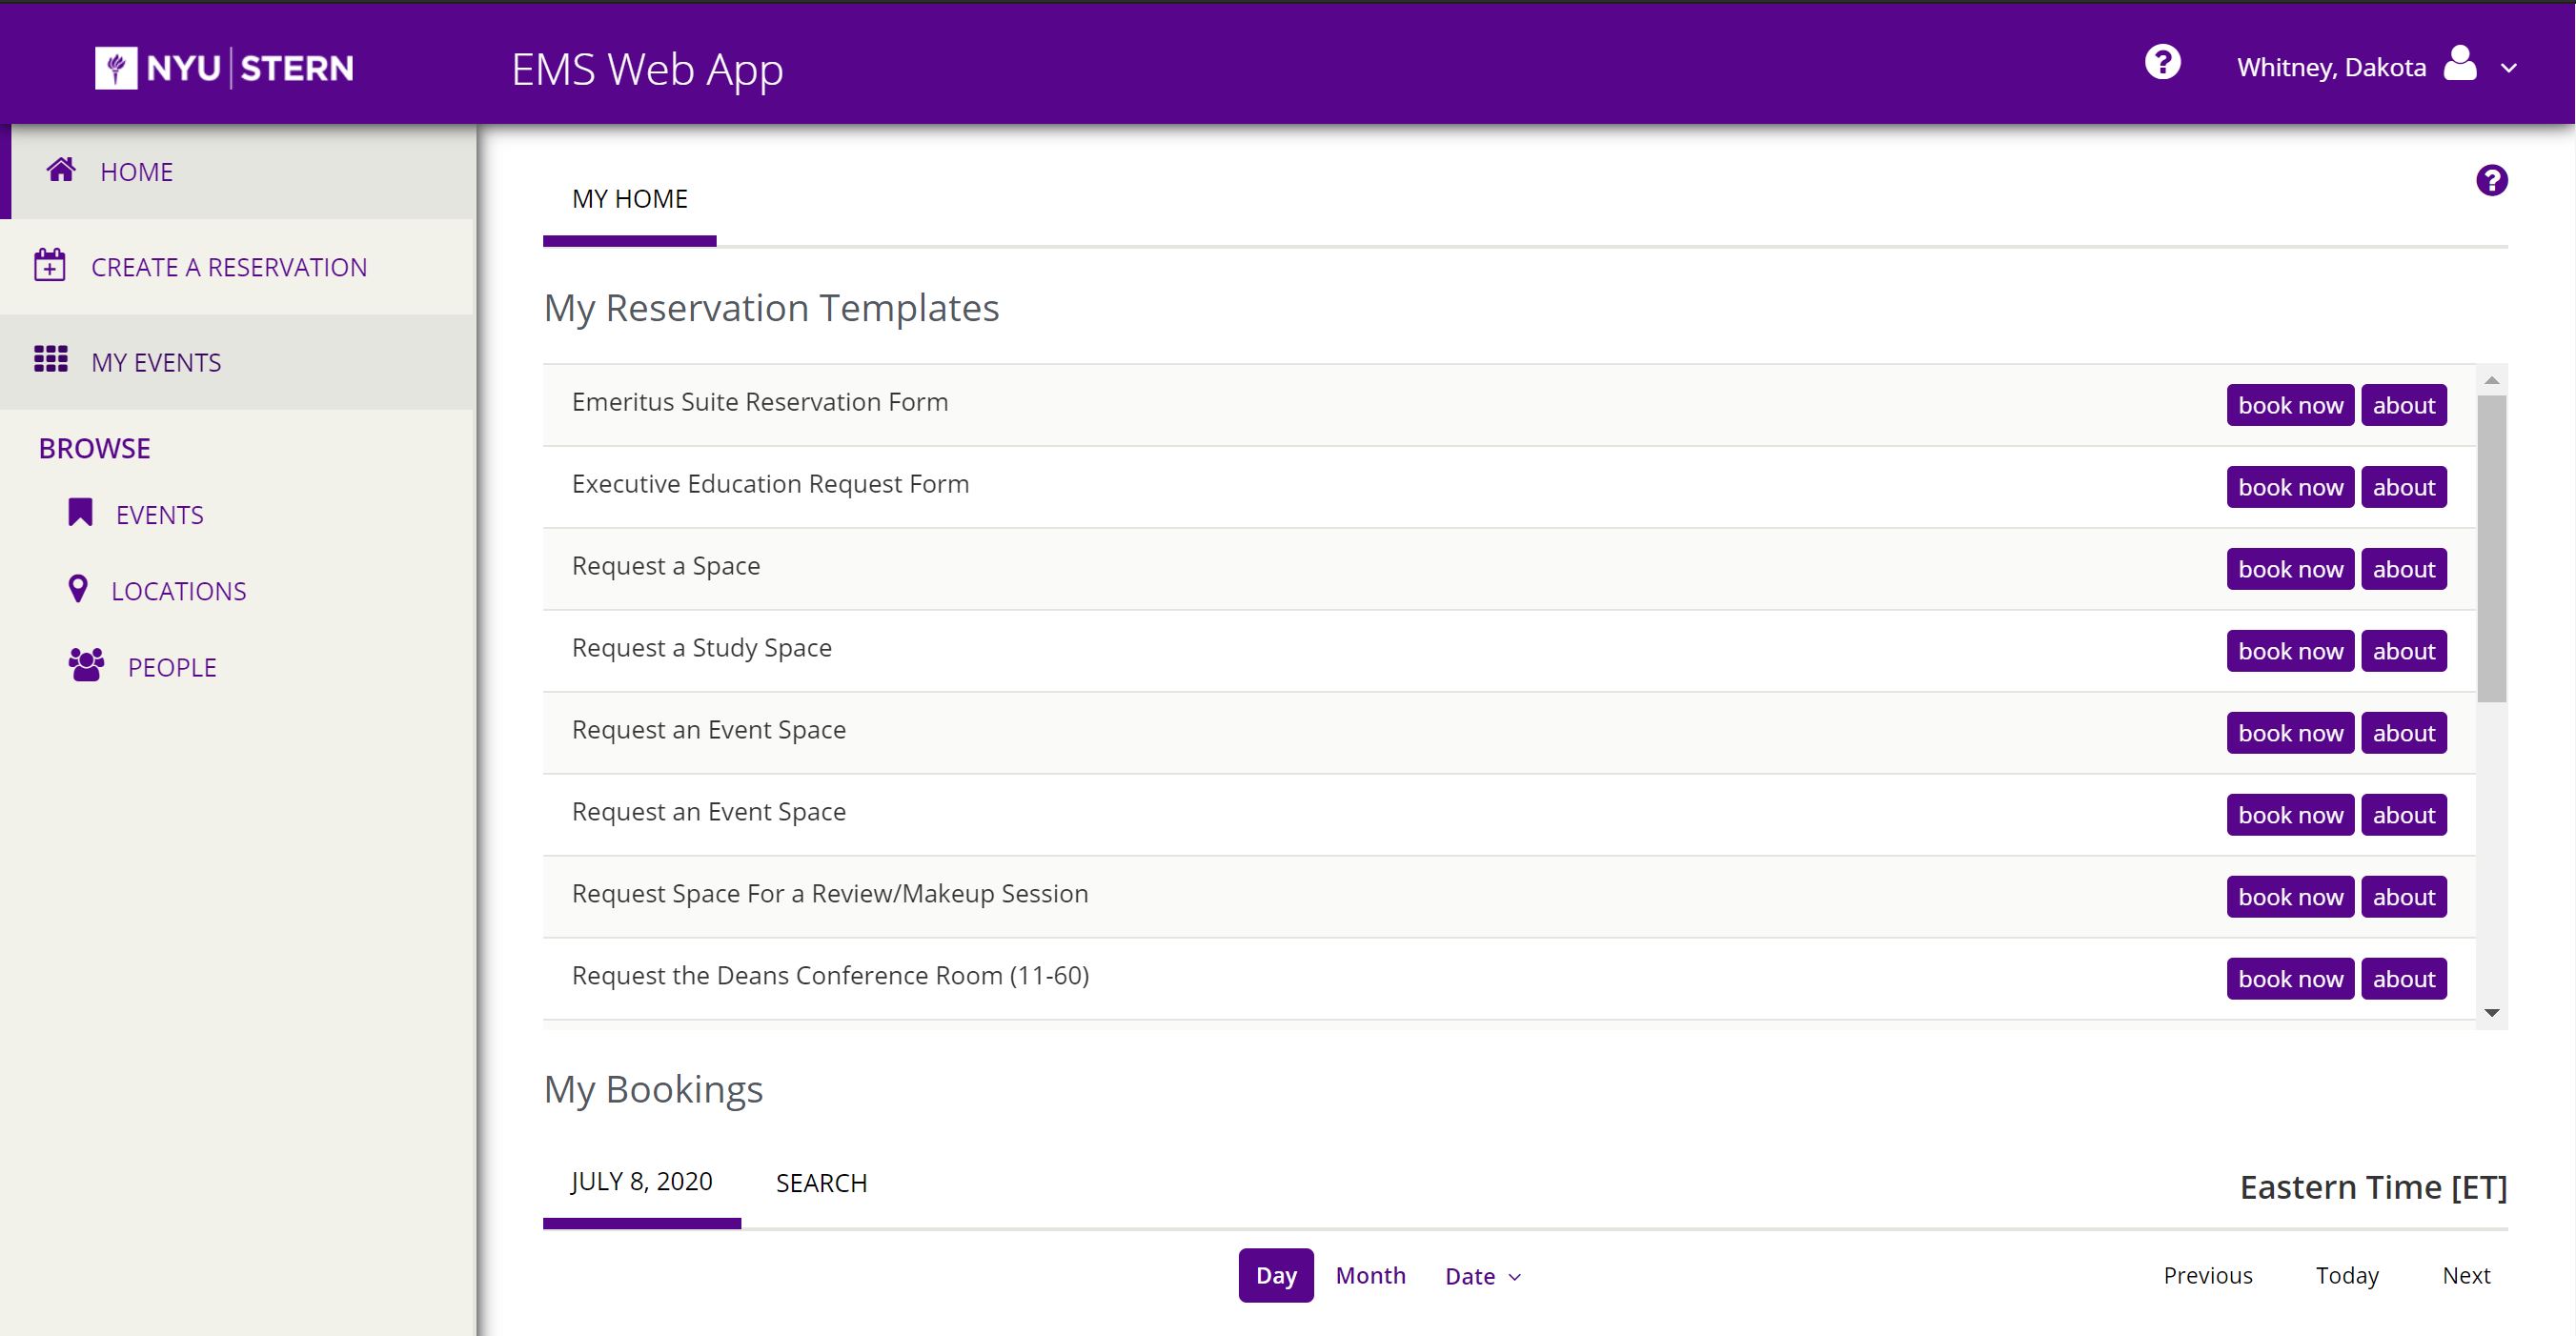 NYU | STERN
EMS Web App
Whitney, Dakota
HOME
CREATE A RESERVATION
MY EVENTS
BROWSE
EVENTS
LOCATIONS
PEOPLE
MY HOME
My Reservation Templates
Emeritus Suite Reservation Form book now about
Executive Education Request Form book now about
Request a Space book now about
Request a Study Space book now about
Request an Event Space book now about
Request an Event Space book now about
Request Space For a Review/Makeup Session book now about
Request the Deans Conference Room (11-60) book now about
My Bookings
JULY 8, 2020 SEARCH Eastern Time [ET]
Day Month Date Previous Today Next